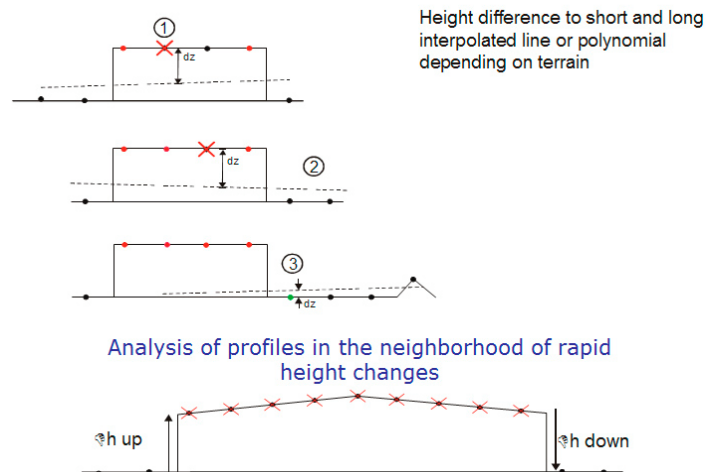 Height difference to short and long
interpolated line or polynomial
depending on terrain
1
dz
dz
2
3
dz
Analysis of profiles in the neighborhood of rapid
height changes
h up
h down